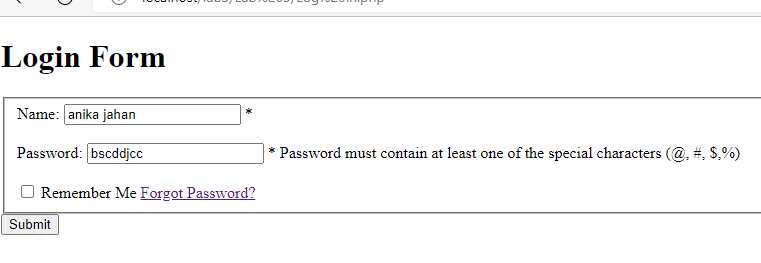 Login Form
Name: anika jahan *
Password: bscddjcc * Password must contain at least one of the special characters (@, #, $,%)
Remember Me Forgot Password?
Submit